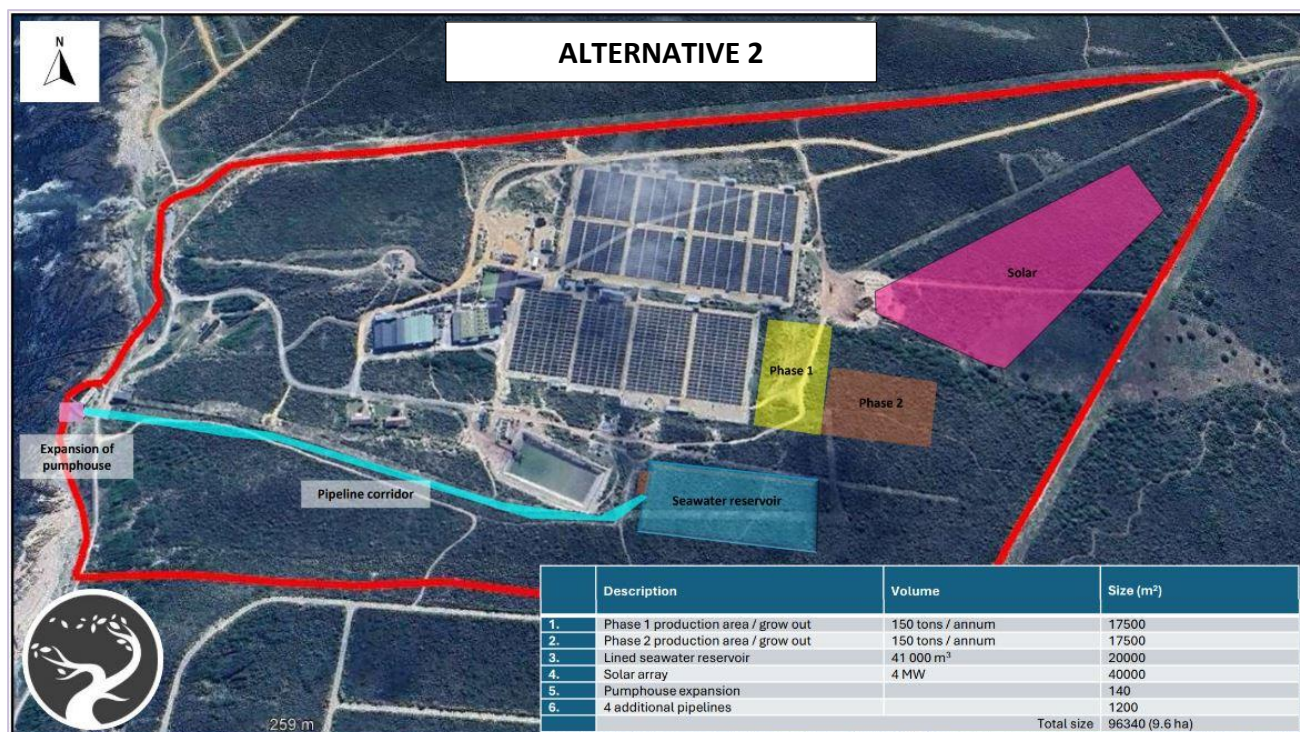 N
ALTERNATIVE 2
Solar
Phase 1
Phase 2
Expansion of
pumphouse
Pipeline corridor
Seawater reservoir
Description Volume Size (m²)
1. Phase 1 production area / grow out 150 tons / annum 17500
2. Phase 2 production area / grow out 150 tons / annum 17500
3. Lined seawater reservoir 41 000 m³ 20000
4. Solar array 4 MW 40000
5. Pumphouse expansion 140
6. 4 additional pipelines 1200
Total size 96340 (9.6 ha)
259 m